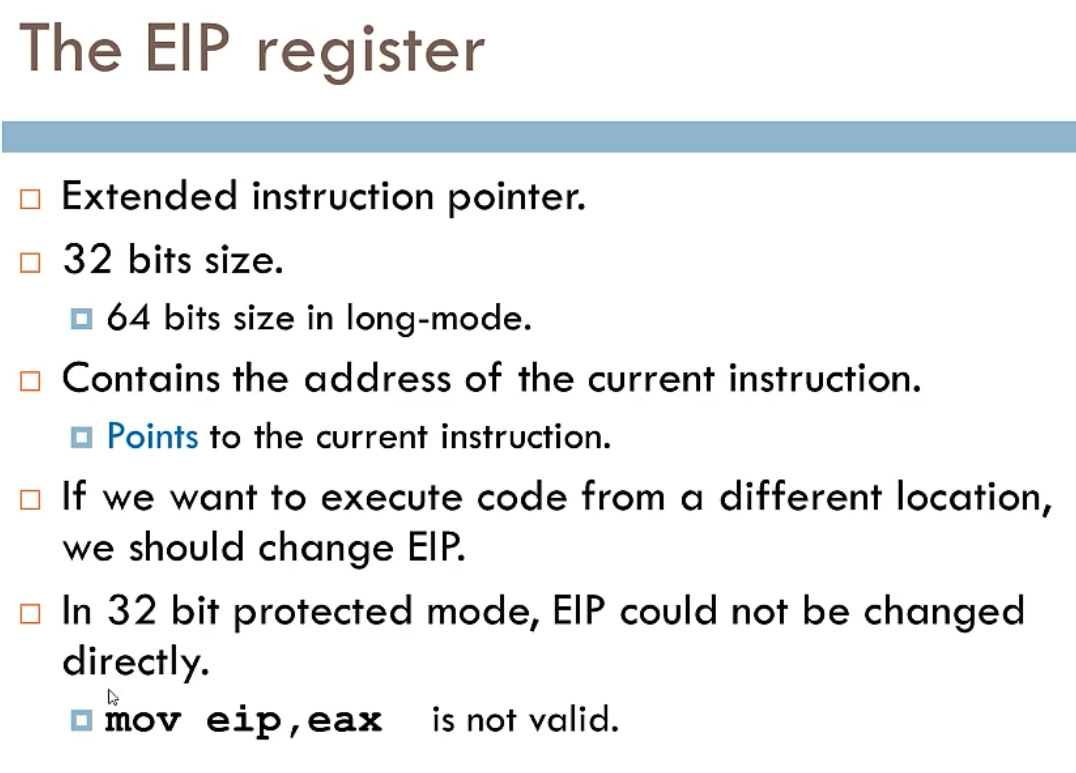 The EIP register
Extended instruction pointer.
32 bits size.
64 bits size in long-mode.
Contains the address of the current instruction.
Points to the current instruction.
If we want to execute code from a different location,
we should change EIP.
In 32 bit protected mode, EIP could not be changed
directly.
mov eip,eax is not valid.